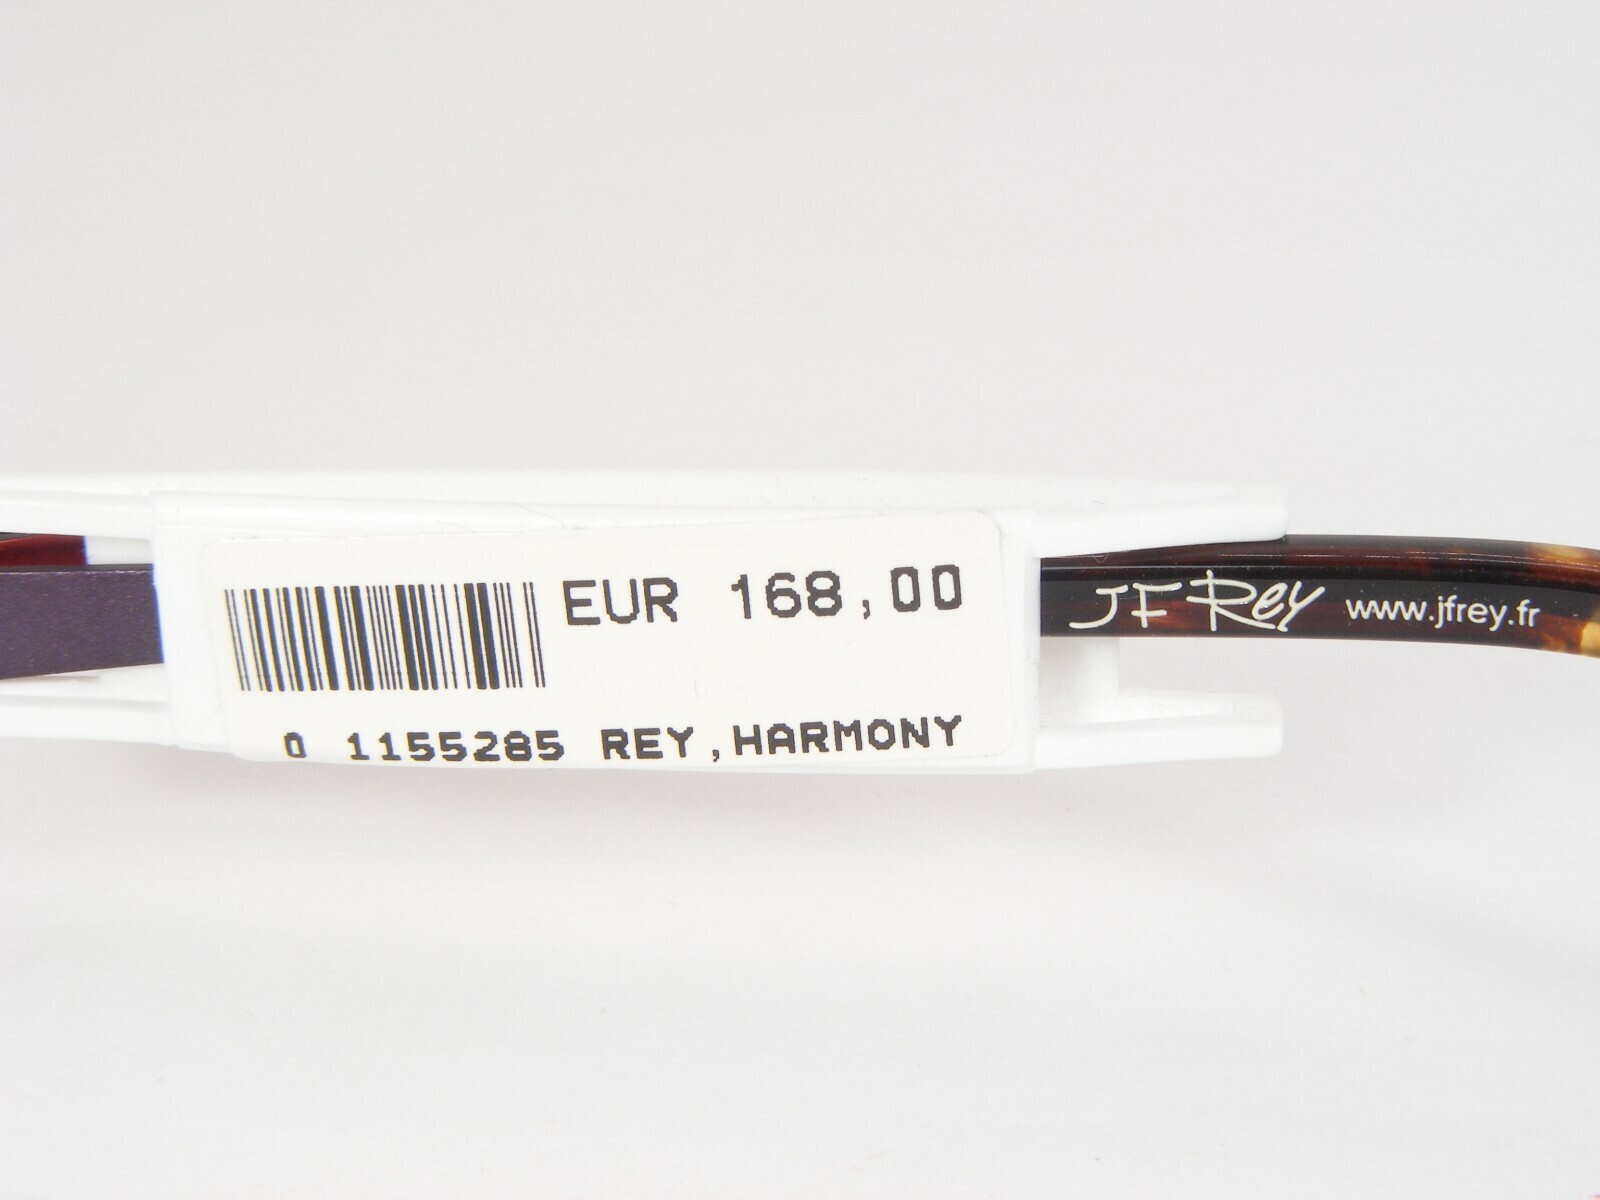 EUR 168,00
0 1155285 REY,HARMONY
JF Rey www.jfrey.fr